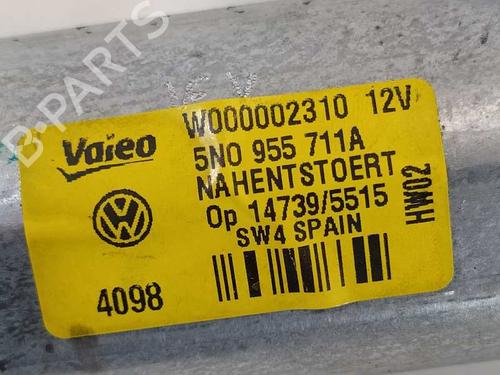 B-PARTS
Valeo
W000002310 12V
5N0 955 711A
NAHENTSTOERT
Op 14739/5515
SW4 SPAIN
HW02
4098